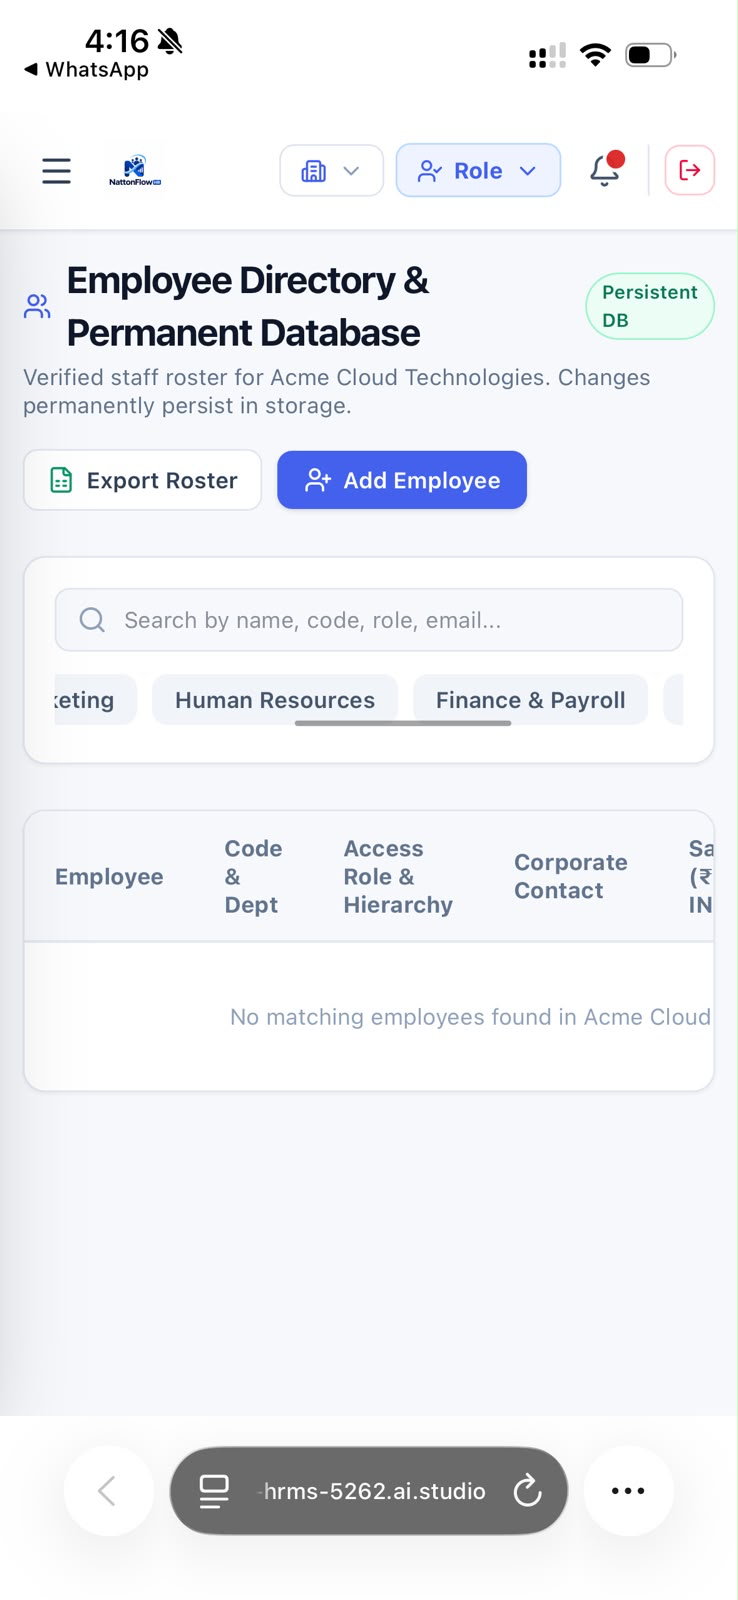 4:16
◀ WhatsApp
NattonFlow HR
Role
Employee Directory &
Permanent Database
Persistent
DB
Verified staff roster for Acme Cloud Technologies. Changes
permanently persist in storage.
Export Roster
Add Employee
Search by name, code, role, email...
keting
Human Resources
Finance & Payroll
Employee
Code
&
Dept
Access
Role &
Hierarchy
Corporate
Contact
Sa
(₹
IN
No matching employees found in Acme Cloud
-hrms-5262.ai.studio